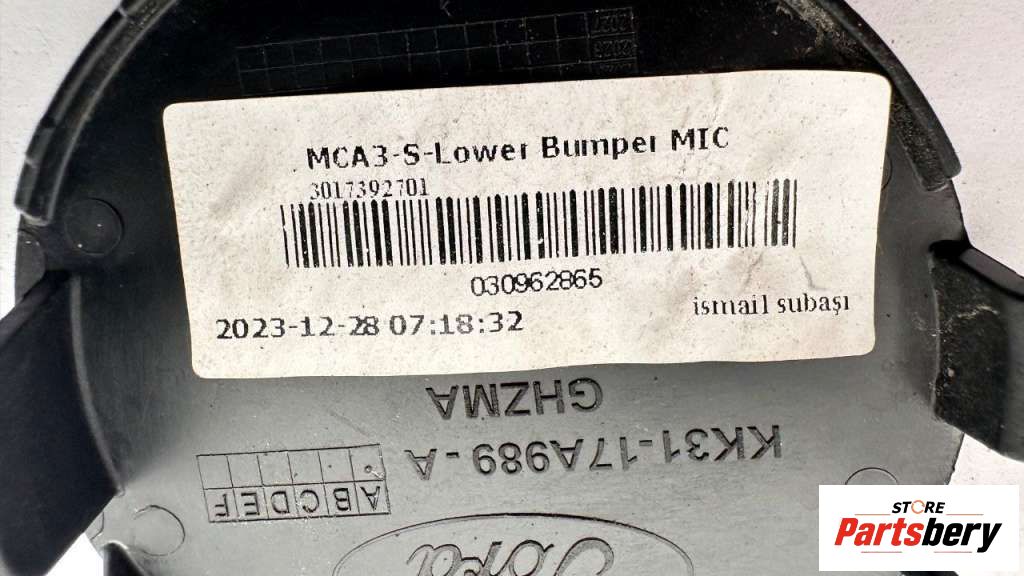 MCA3-S-Lower Bumper MIC
3017392701
030962865
2023-12-28 07:18:32
ismail subaşı
GHZMA
KK31-17A989-A
A B C D E F
Ford
STORE
Partsbery